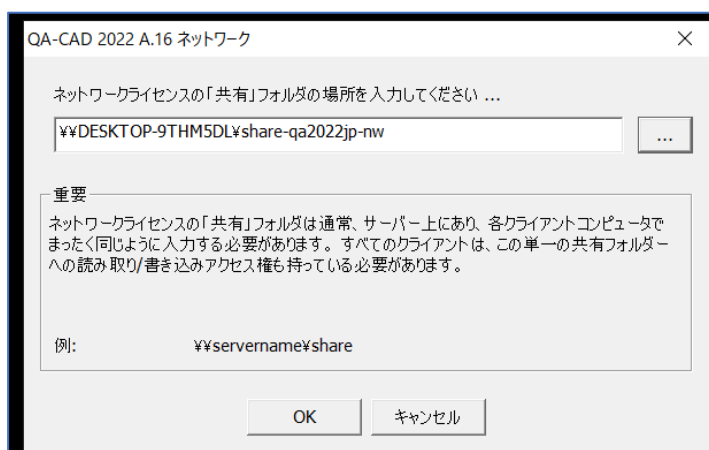 QA-CAD 2022 A.16 ネットワーク
ネットワークライセンスの「共有」フォルダの場所を入力してください ...
¥¥DESKTOP-9THM5DL¥share-qa2022jp-nw
...
重要
ネットワークライセンスの「共有」フォルダは通常、サーバー上にあり、各クライアントコンピュータで
まったく同じように入力する必要があります。すべてのクライアントは、この単一の共有フォルダー
への読み取り/書き込みアクセス権も持っている必要があります。
例: ¥¥servername¥share
OK キャンセル